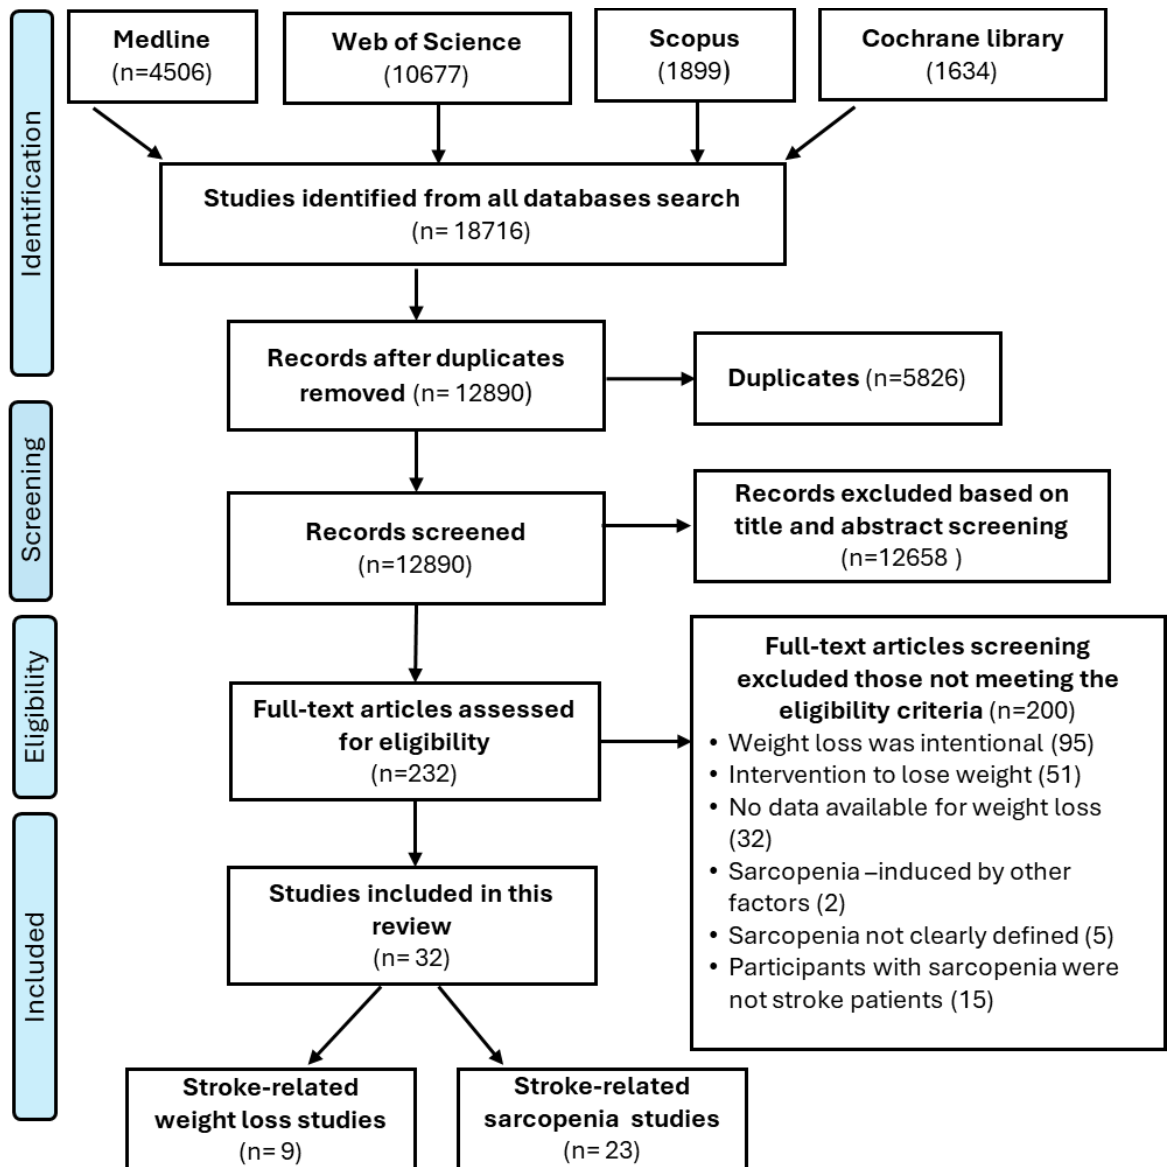 Identification
Medline
(n=4506)
Web of Science
(10677)
Scopus
(1899)
Cochrane library
(1634)
Studies identified from all databases search
(n= 18716)
Records after duplicates
removed (n= 12890)
Duplicates (n=5826)
Screening
Records screened
(n=12890)
Records excluded based on
title and abstract screening
(n=12658 )
Eligibility
Full-text articles assessed
for eligibility
(n=232)
Full-text articles screening
excluded those not meeting the
eligibility criteria (n=200)
• Weight loss was intentional (95)
• Intervention to lose weight (51)
• No data available for weight loss
(32)
• Sarcopenia –induced by other
factors (2)
• Sarcopenia not clearly defined (5)
• Participants with sarcopenia were
not stroke patients (15)
Included
Studies included in this
review
(n= 32)
Stroke-related
weight loss studies
(n= 9)
Stroke-related
sarcopenia studies
(n= 23)